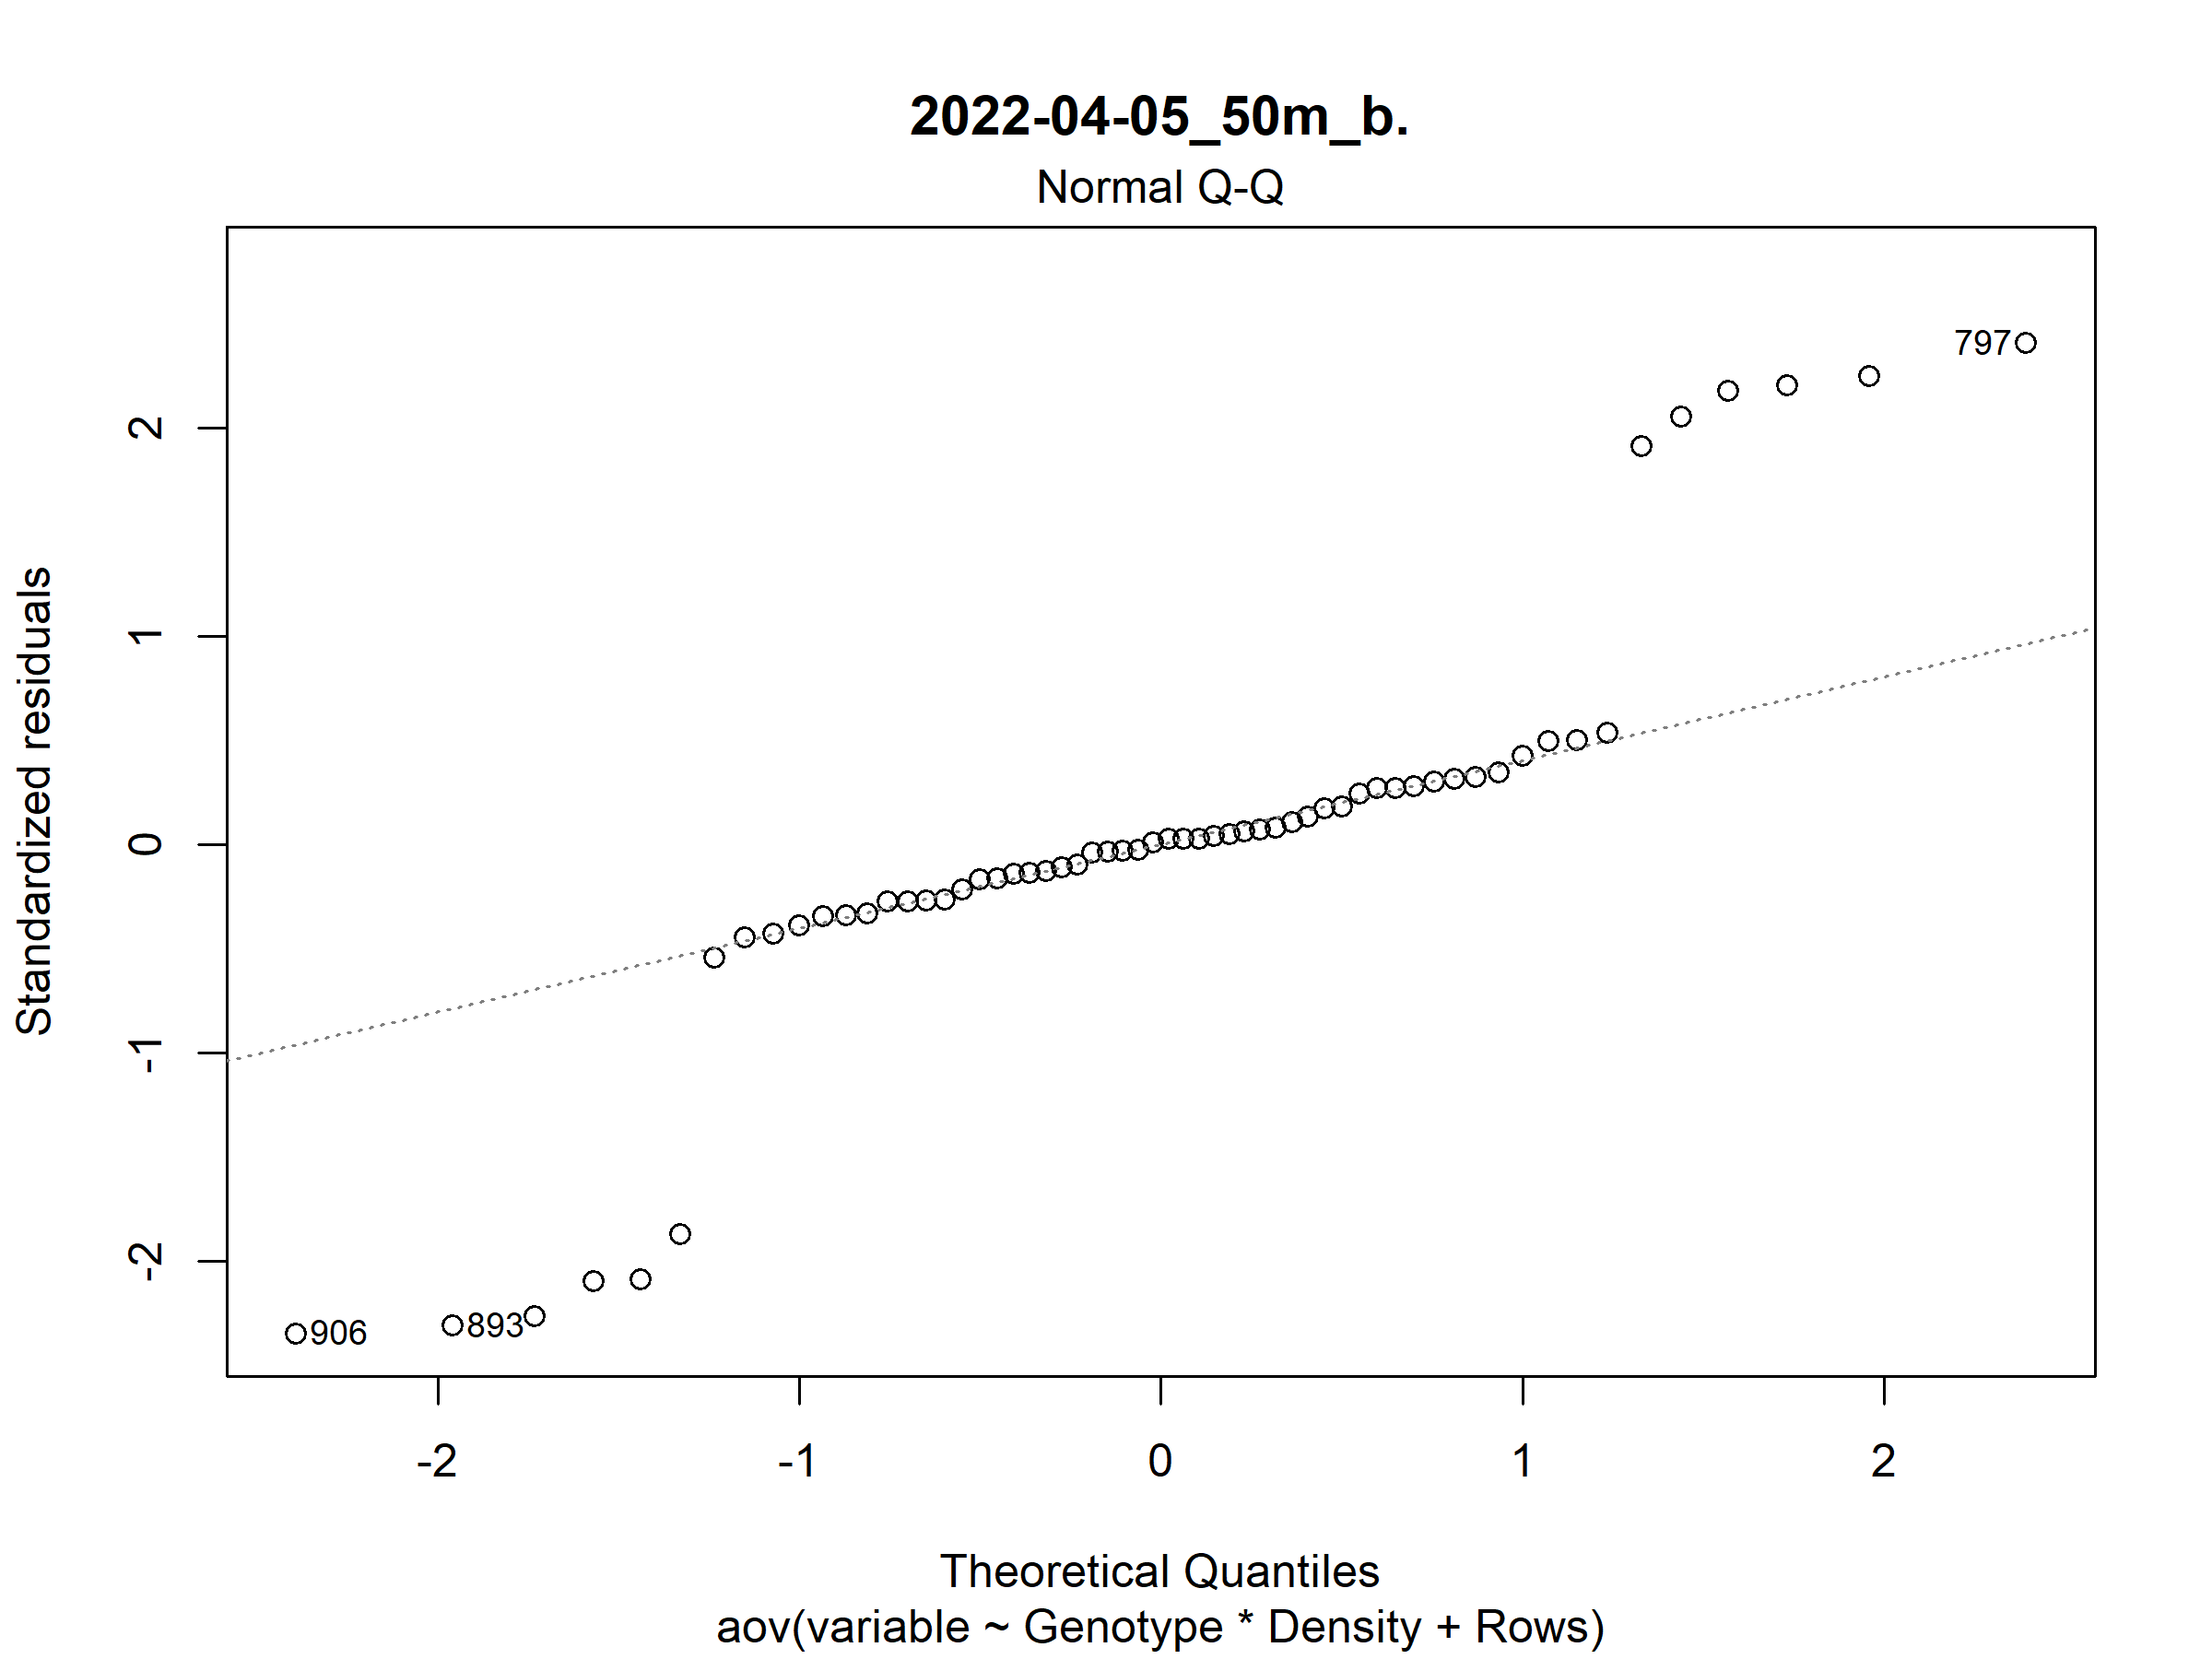 2022-04-05_50m_b.
Normal Q-Q
Standardized residuals
2
1
0
-1
-2
797
906
893
-2
-1
0
1
2
Theoretical Quantiles
aov(variable ~ Genotype * Density + Rows)